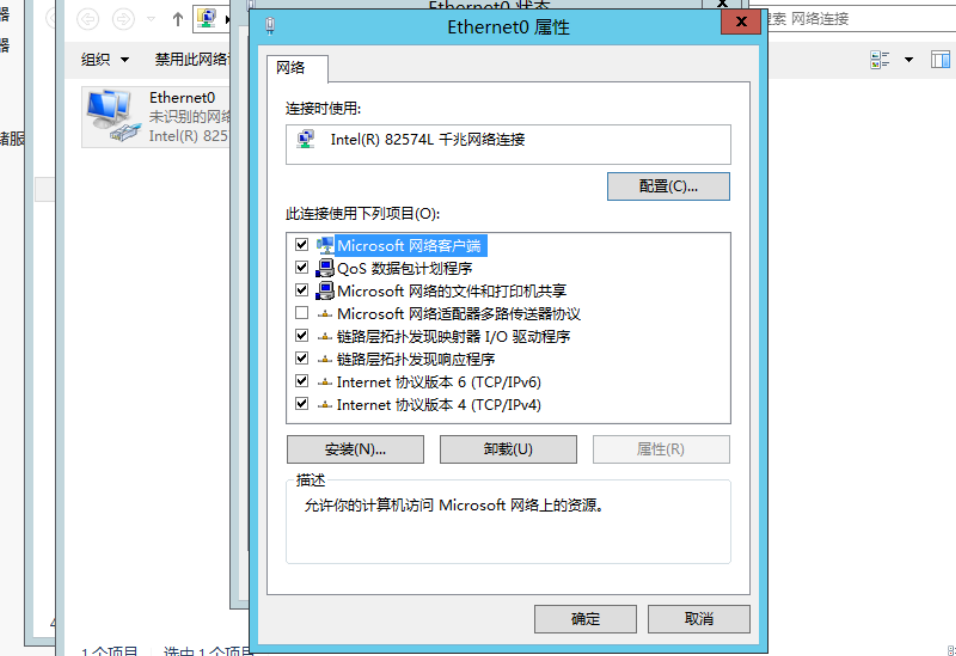 Ethernet0 状态
Ethernet0 属性
x
网络
搜索 网络连接
组织
禁用此网络
Ethernet0
未识别的网络
Intel(R) 825
连接时使用:
Intel(R) 82574L 千兆网络连接
配置(C)...
此连接使用下列项目(O):
Microsoft 网络客户端
QoS 数据包计划程序
Microsoft 网络的文件和打印机共享
Microsoft 网络适配器多路传送器协议
链路层拓扑发现映射器 I/O 驱动程序
链路层拓扑发现响应程序
Internet 协议版本 6 (TCP/IPv6)
Internet 协议版本 4 (TCP/IPv4)
安装(N)...
卸载(U)
属性(R)
描述
允许你的计算机访问 Microsoft 网络上的资源。
确定
取消
1 个项目
选中 1 个项目